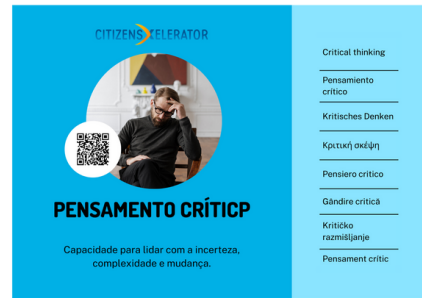 CITIZENSXELERATOR
PENSAMENTO CRÍTICP
Capacidade para lidar com a incerteza,
complexidade e mudança.
Critical thinking
Pensamiento
crítico
Kritisches Denken
Κριτική σκέψη
Pensiero critico
Gândire critică
Kritičko
razmišljanje
Pensament crític